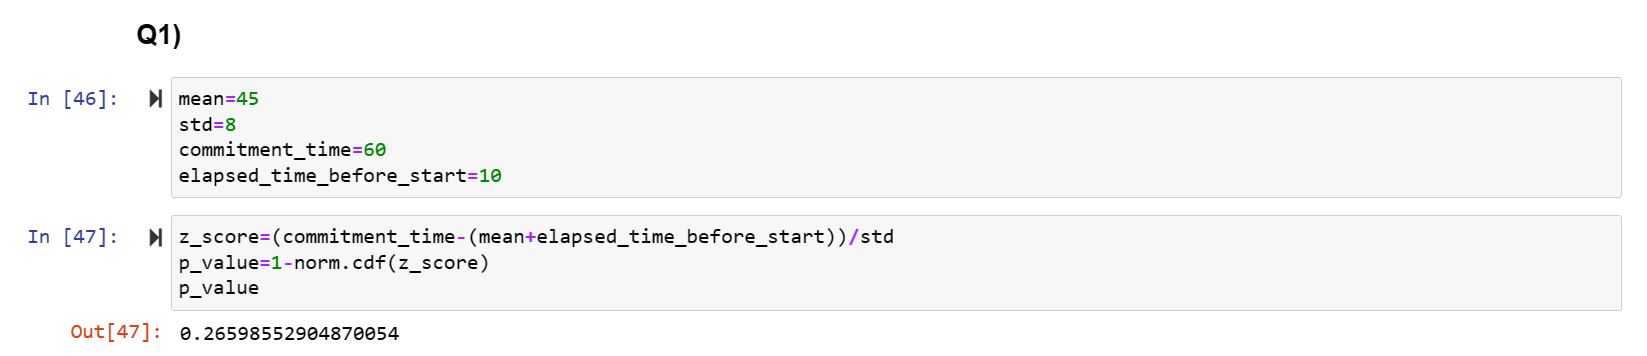 Q1)
In [46]:
mean=45
std=8
commitment_time=60
elapsed_time_before_start=10
In [47]:
z_score=(commitment_time-(mean+elapsed_time_before_start))/std
p_value=1-norm.cdf(z_score)
p_value
Out[47]: 0.26598552904870054